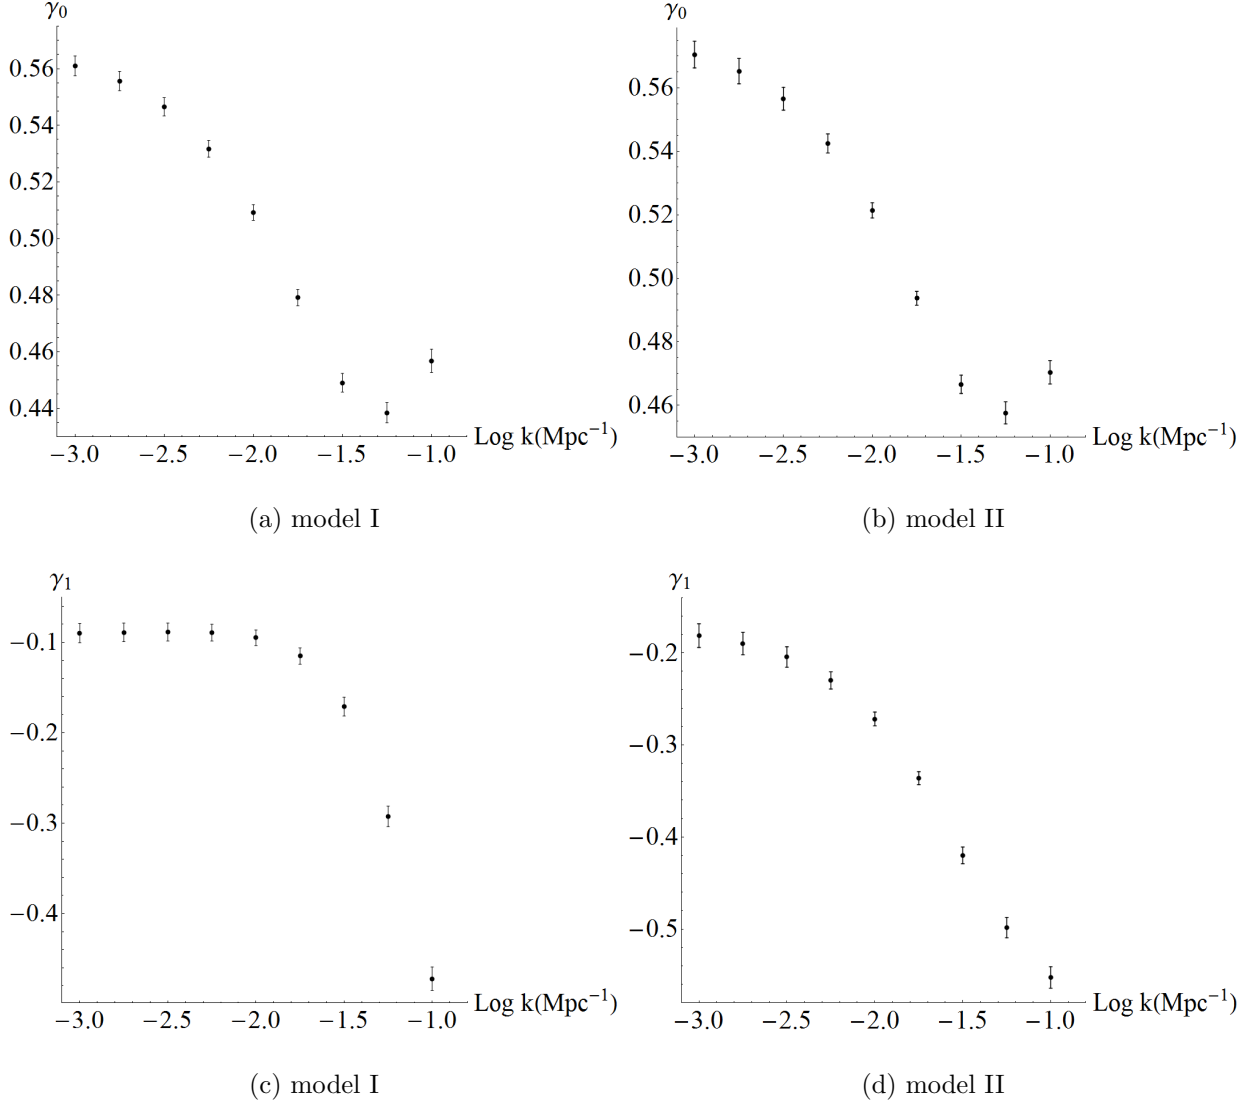 γ₀
0.56
0.54
0.52
0.50
0.48
0.46
0.44
−3.0 −2.5 −2.0 −1.5 −1.0
Log k(Mpc⁻¹)
(a) model I
γ₀
0.56
0.54
0.52
0.50
0.48
0.46
−3.0 −2.5 −2.0 −1.5 −1.0
Log k(Mpc⁻¹)
(b) model II
γ₁
−0.1
−0.2
−0.3
−0.4
−3.0 −2.5 −2.0 −1.5 −1.0
Log k(Mpc⁻¹)
(c) model I
γ₁
−0.2
−0.3
−0.4
−0.5
−3.0 −2.5 −2.0 −1.5 −1.0
Log k(Mpc⁻¹)
(d) model II